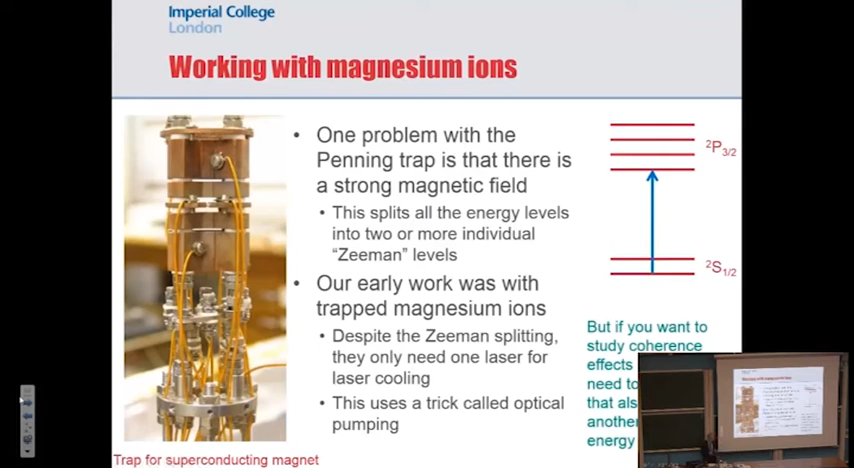 Imperial College
London
Working with magnesium ions
• One problem with the
Penning trap is that there is
a strong magnetic field
• This splits all the energy levels
into two or more individual
“Zeeman” levels
• Our early work was with
trapped magnesium ions
• Despite the Zeeman splitting,
they only need one laser for
laser cooling
• This uses a trick called optical
pumping
Trap for superconducting magnet
²P₃/₂
²S₁/₂
But if you want to
study coherence
effects
need to
that als
another
energy
Working with magnesium ions